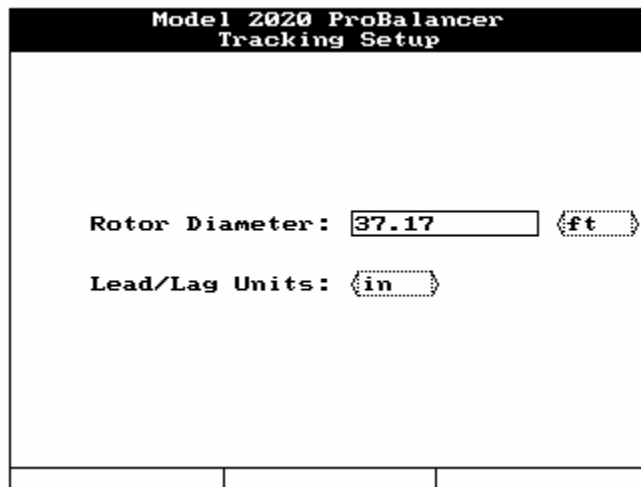 Model 2020 ProBalancer
Tracking Setup
Rotor Diameter: 37.17 ft
Lead/Lag Units: in